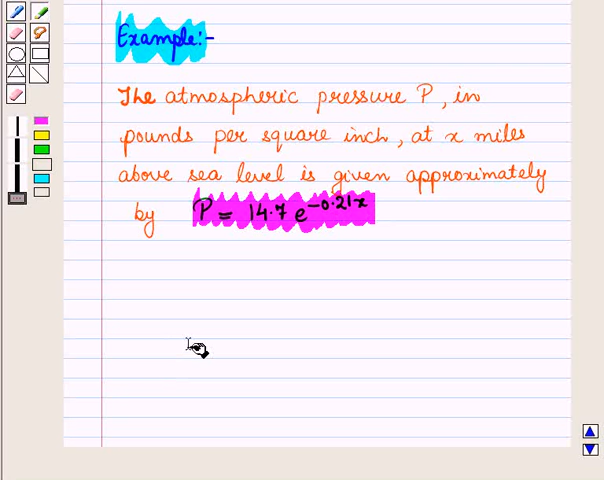 Example:-
The atmospheric pressure P, in
pounds per square inch, at x miles
above sea level is given approximately
by P = 14.7 e^-0.21x